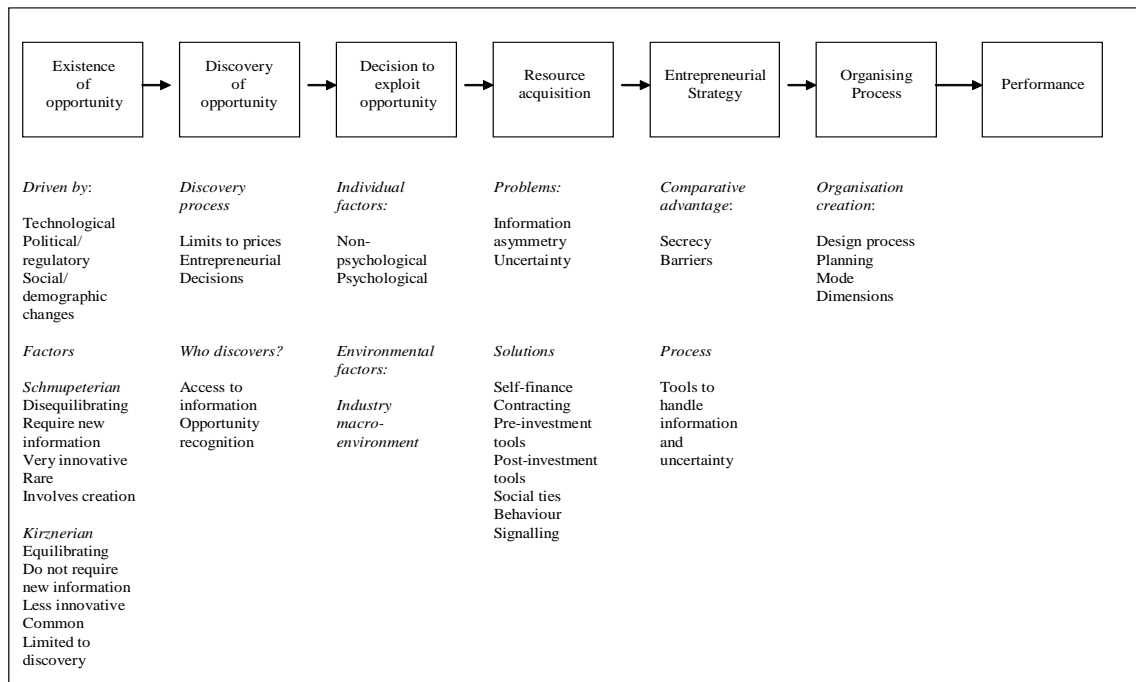 Existence
of
opportunity
Discovery
of
opportunity
Decision to
exploit
opportunity
Resource
acquisition
Entrepreneurial
Strategy
Organising
Process
Performance
Driven by:
Technological
Political/
regulatory
Social/
demographic
changes
Factors
Schmupeterian
Disequilibrating
Require new
information
Very innovative
Rare
Involves creation
Kirznerian
Equilibrating
Do not require
new information
Less innovative
Common
Limited to
discovery
Discovery
process
Limits to prices
Entrepreneurial
Decisions
Who discovers?
Access to
information
Opportunity
recognition
Individual
factors:
Non-
psychological
Psychological
Environmental
factors:
Industry
macro-
environment
Problems:
Information
asymmetry
Uncertainty
Solutions
Self-finance
Contracting
Pre-investment
tools
Post-investment
tools
Social ties
Behaviour
Signalling
Comparative
advantage:
Secrecy
Barriers
Process
Tools to
handle
information
and
uncertainty
Organisation
creation:
Design process
Planning
Mode
Dimensions